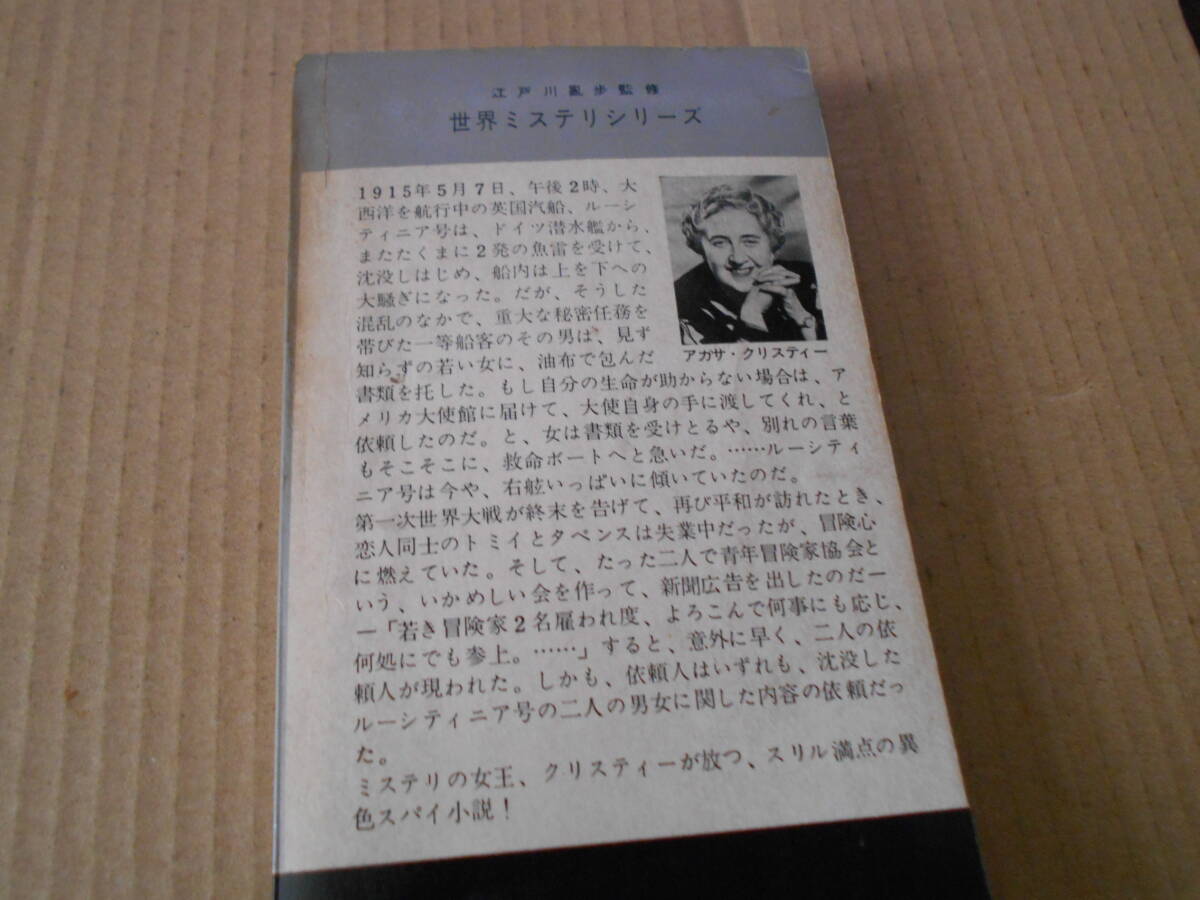 江戸川亂歩監修
世界ミステリシリーズ
1915年5月7日、午後2時、大
西洋を航行中の英国汽船、ルーシ
ティニア号は、ドイツ潜水艦から、
またたくまに2発の魚雷を受けて、
沈没しはじめ、船内は上を下への
大騒ぎになった。だが、そうした
混乱のなかで、重大な秘密任務を
帯びた一等船客のその男は、見ず
知らずの若い女に、油布で包んだ
書類を托した。もし自分の生命が助からない場合は、ア
メリカ大使館に届けて、大使自身の手に渡してくれ、と
依頼したのだ。と、女は書類を受けとるや、別れの言葉
もそこそこに、救命ボートへと急いだ。……ルーシティ
ニア号は今や、右舷いっぱいに傾いていたのだ。
第一次世界大戦が終末を告げて、再び平和が訪れたとき、
恋人同士のトミイとタペンスは失業中だったが、冒険心
に燃えていた。そして、たった二人で青年冒険家協会と
いう、いかめしい会を作って、新聞広告を出したのだ―
―「若き冒険家2名雇われ度、よろこんで何事にも応じ、
何処にでも参上。……」すると、意外に早く、二人の依
頼人が現われた。しかも、依頼人はいずれも、沈没した
ルーシティニア号の二人の男女に関した内容の依頼だっ
た。
ミステリの女王、クリスティーが放つ、スリル満点の異
色スパイ小説！
アガサ・クリスティー